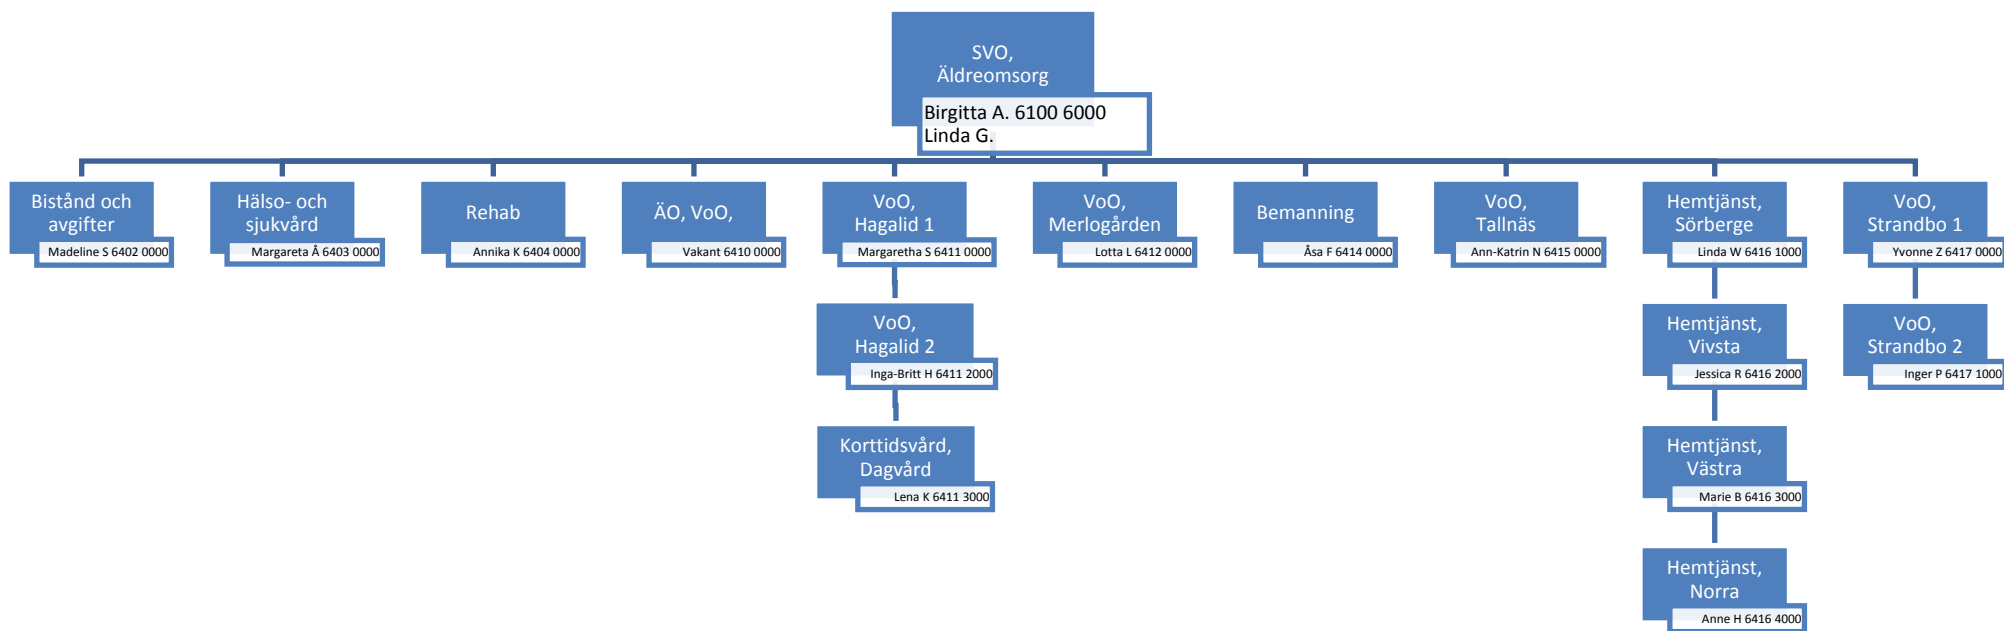 SVO,
Äldreomsorg
Birgitta A. 6100 6000
Linda G.
Bistånd och
avgifter
Madeline S 6402 0000
Hälso- och
sjukvård
Margareta Å 6403 0000
Rehab
Annika K 6404 0000
ÄO, VoO,
Vakant 6410 0000
VoO,
Hagalid 1
Margaretha S 6411 0000
VoO,
Merlogården
Lotta L 6412 0000
Bemanning
Åsa F 6414 0000
VoO,
Tallnäs
Ann-Katrin N 6415 0000
Hemtjänst,
Sörberge
Linda W 6416 1000
VoO,
Strandbo 1
Yvonne Z 6417 0000
VoO,
Hagalid 2
Inga-Britt H 6411 2000
Hemtjänst,
Vivsta
Jessica R 6416 2000
VoO,
Strandbo 2
Inger P 6417 1000
Korttidsvård,
Dagvård
Lena K 6411 3000
Hemtjänst,
Västra
Marie B 6416 3000
Hemtjänst,
Norra
Anne H 6416 4000